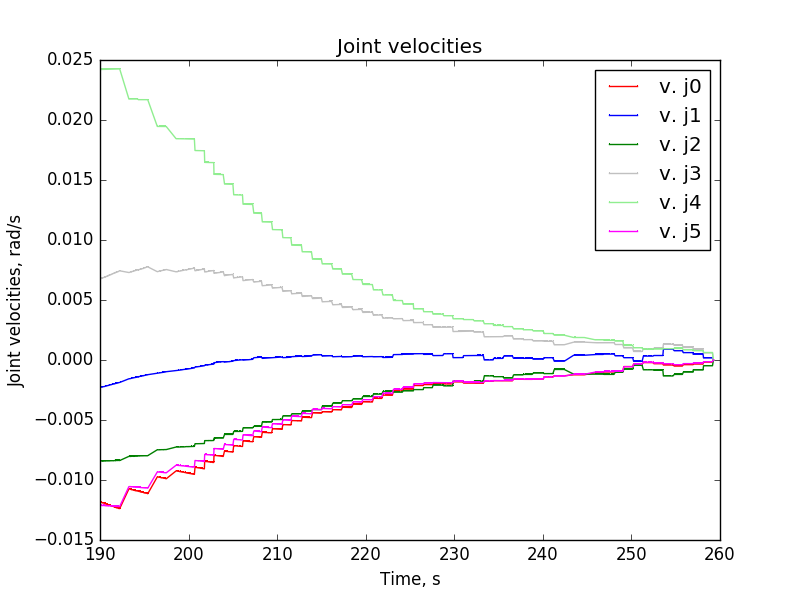 Joint velocities
0.025
0.020
0.015
0.010
0.005
0.000
−0.005
−0.010
−0.015
Joint velocities, rad/s
v. j0
v. j1
v. j2
v. j3
v. j4
v. j5
190 200 210 220 230 240 250 260
Time, s